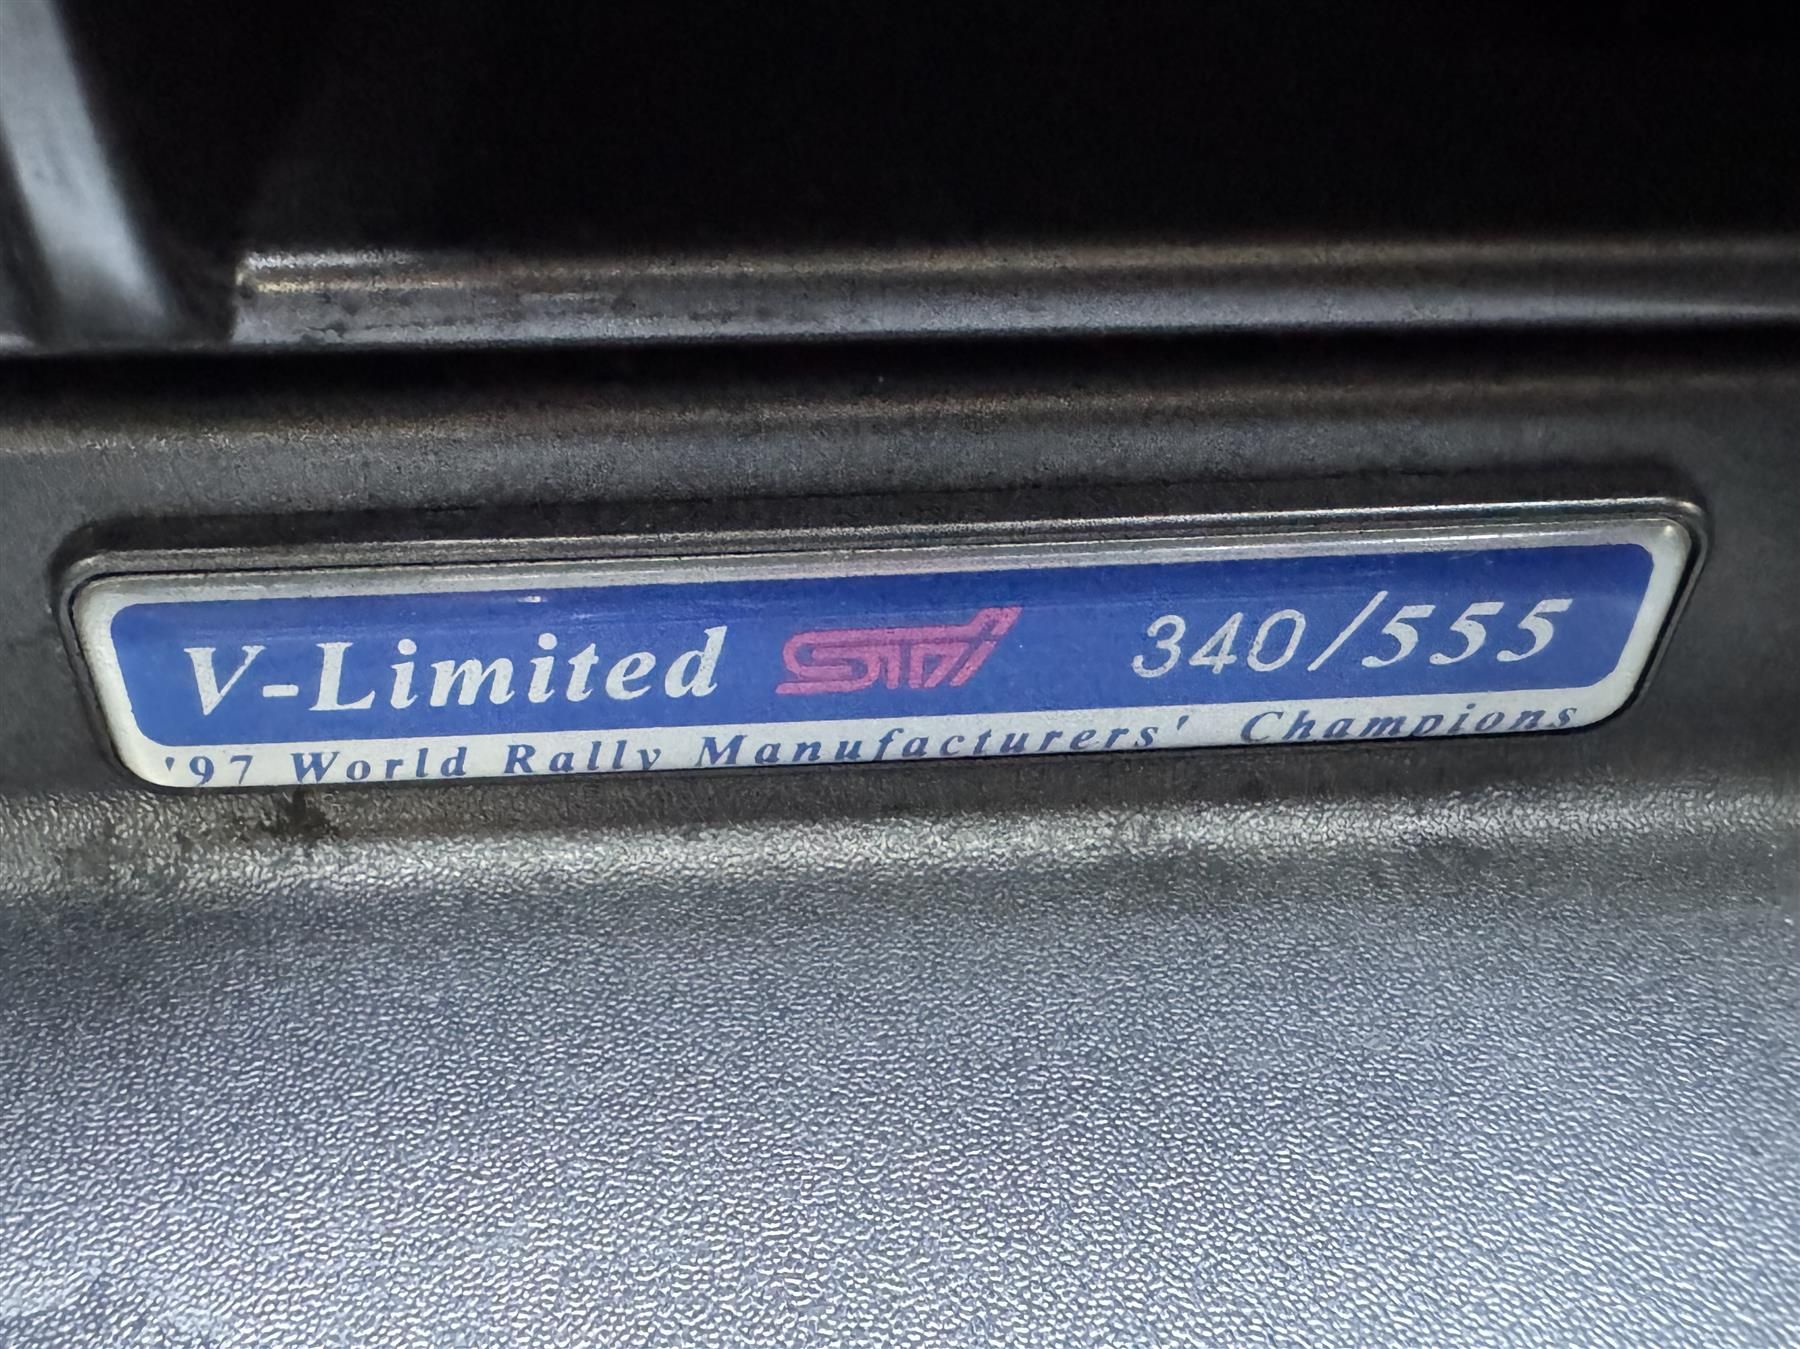 V-Limited STi 340/555
'97 World Rally Manufacturers' Champions